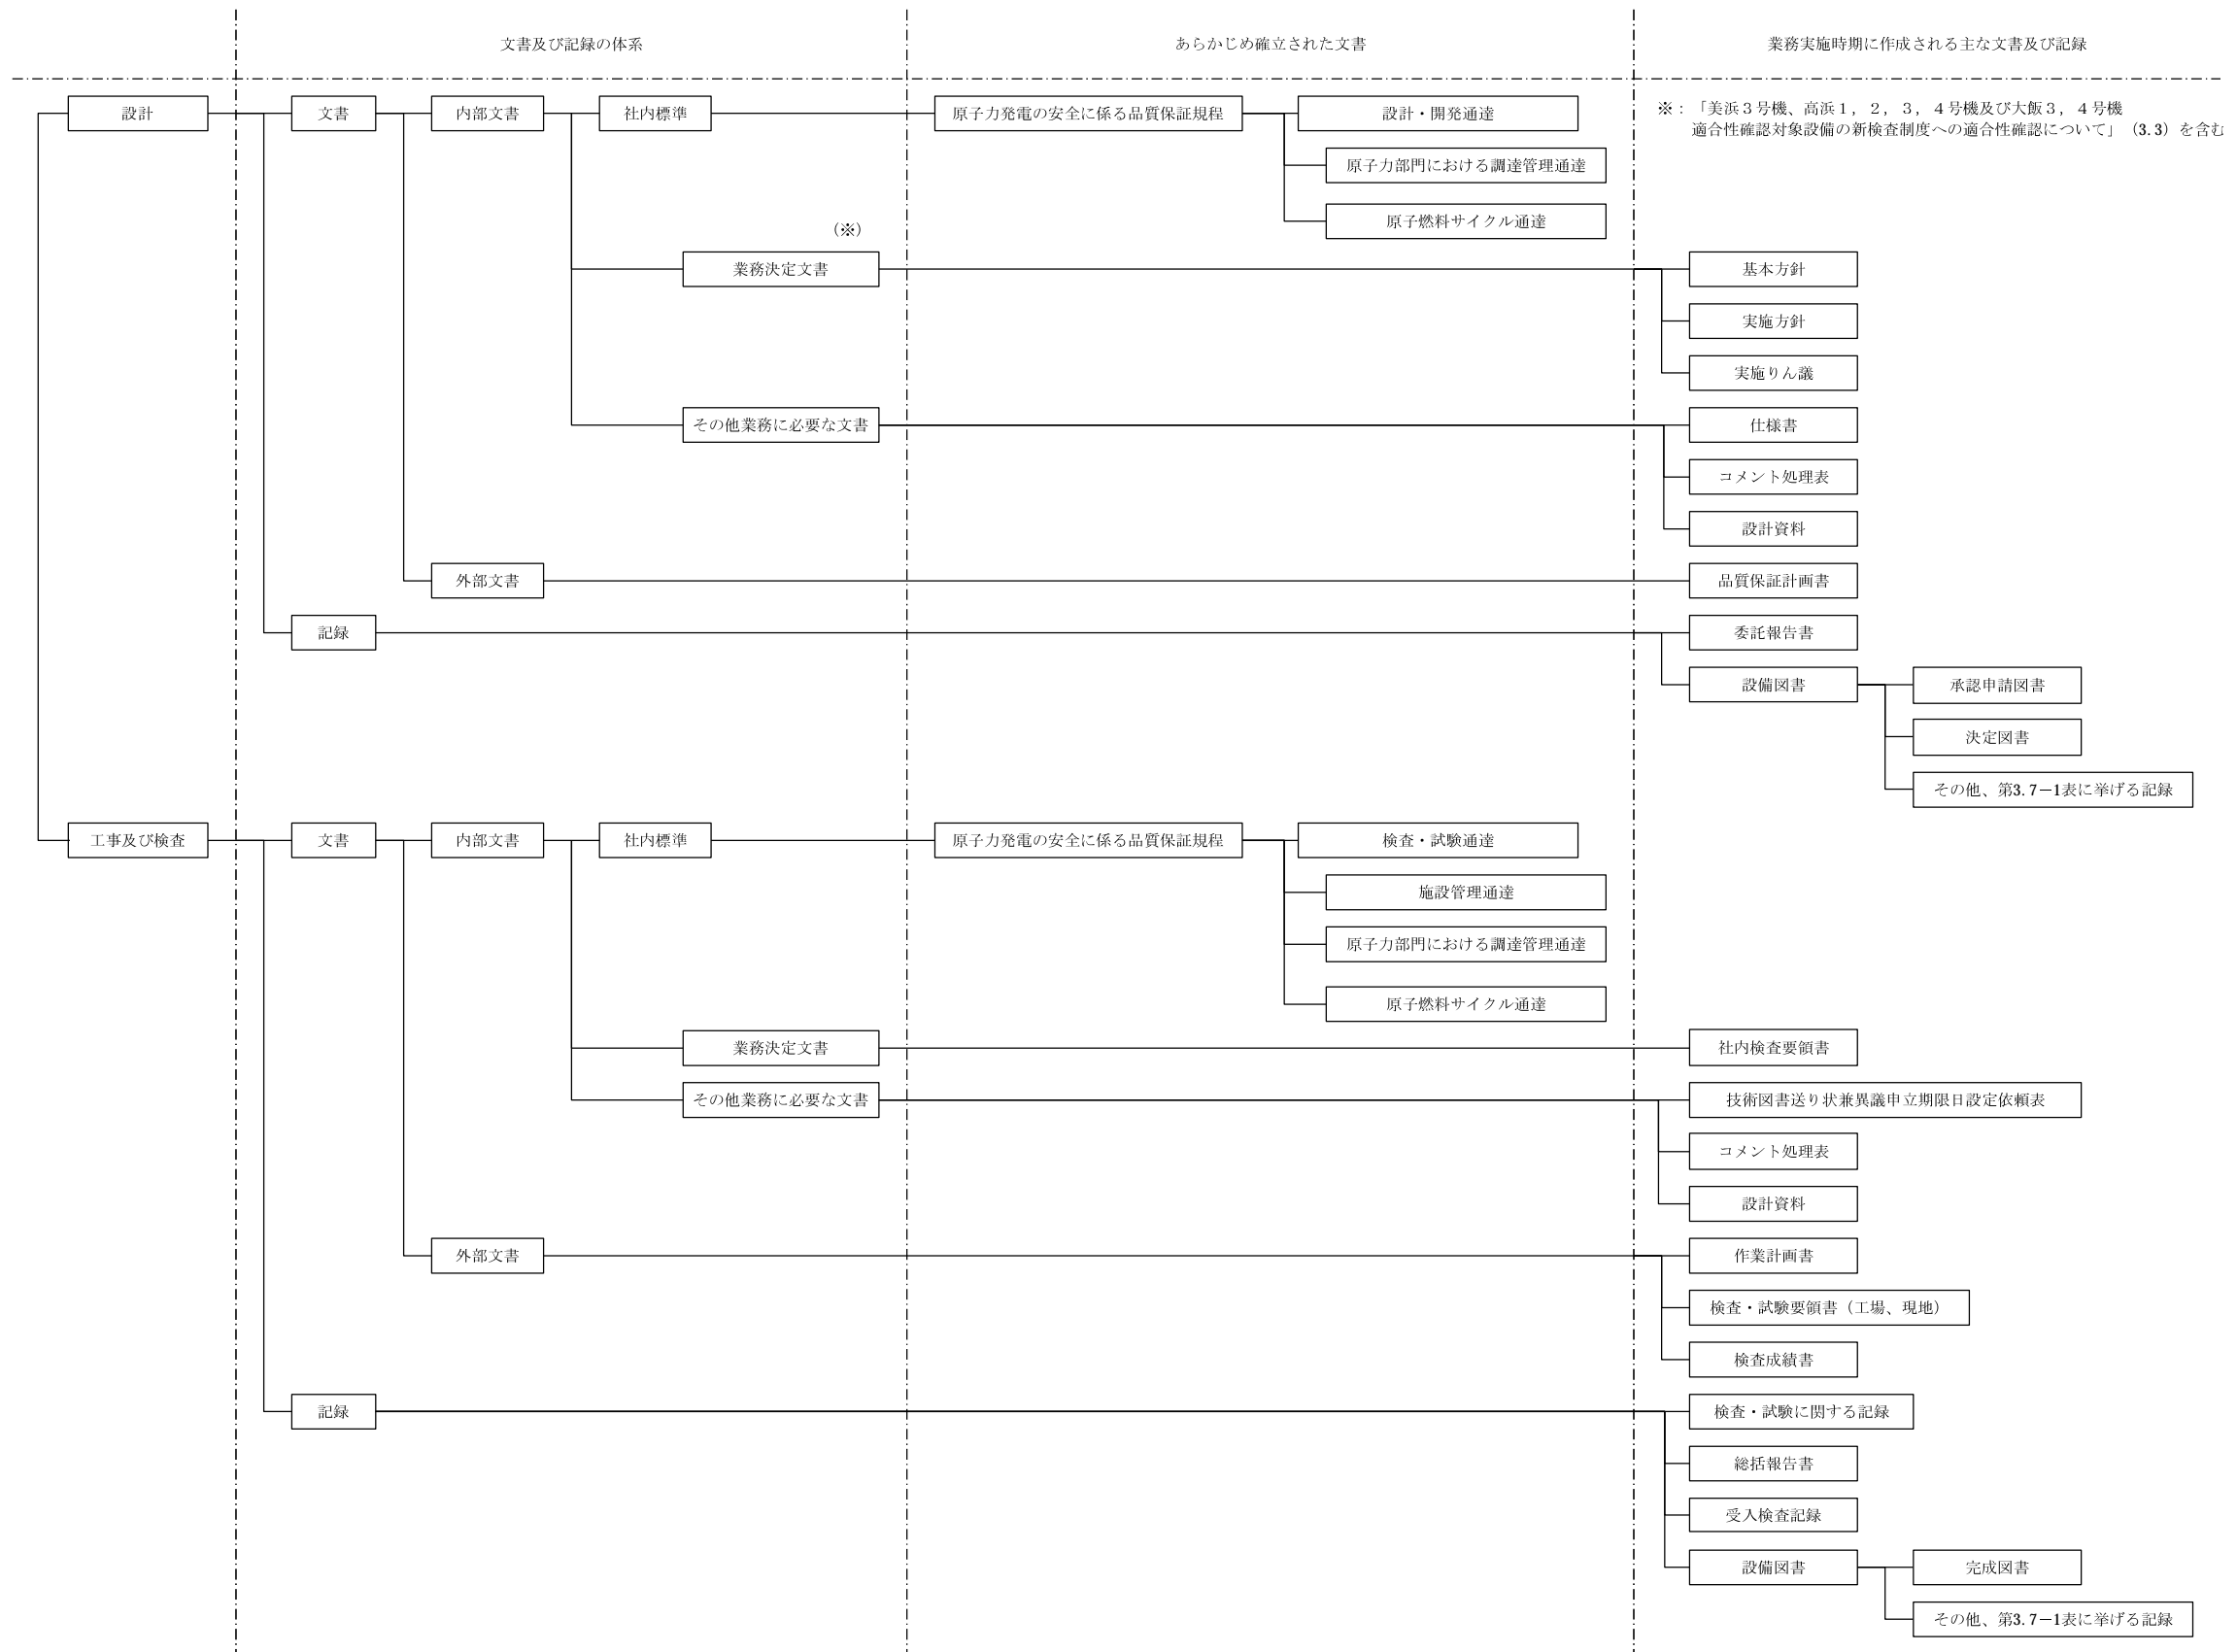 文書及び記録の体系
あらかじめ確立された文書
業務実施時期に作成される主な文書及び記録
設計
文書
内部文書
社内標準
原子力発電の安全に係る品質保証規程
設計・開発通達
※：「美浜３号機、高浜１，２，３，４号機及び大飯３，４号機
適合性確認対象設備の新検査制度への適合性確認について」（3.3）を含む
原子力部門における調達管理通達
原子燃料サイクル通達
（※）
業務決定文書
基本方針
実施方針
実施りん議
その他業務に必要な文書
仕様書
コメント処理表
設計資料
外部文書
品質保証計画書
記録
委託報告書
設備図書
承認申請図書
決定図書
その他、第3.7－1表に挙げる記録
工事及び検査
文書
内部文書
社内標準
原子力発電の安全に係る品質保証規程
検査・試験通達
施設管理通達
原子力部門における調達管理通達
原子燃料サイクル通達
業務決定文書
社内検査要領書
その他業務に必要な文書
技術図書送り状兼異議申立期限日設定依頼表
コメント処理表
設計資料
外部文書
作業計画書
検査・試験要領書（工場、現地）
検査成績書
記録
検査・試験に関する記録
総括報告書
受入検査記録
設備図書
完成図書
その他、第3.7－1表に挙げる記録